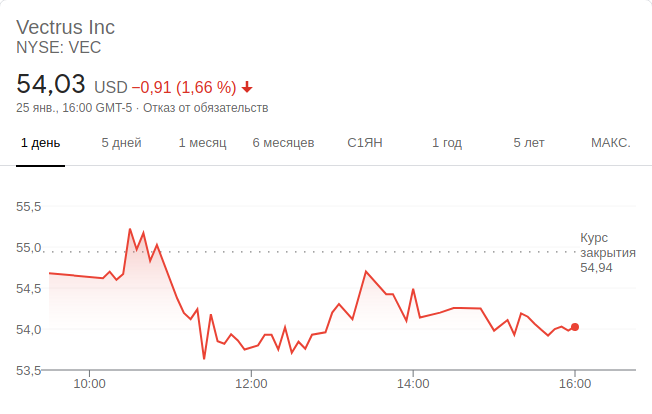 Vectrus Inc
NYSE: VEC
54,03 USD −0,91 (1,66 %)
25 янв., 16:00 GMT-5 · Отказ от обязательств
1 день 5 дней 1 месяц 6 месяцев С1ЯН 1 год 5 лет МАКС.
55,5
55,0
54,5
54,0
53,5
Курс
закрытия
54,94
10:00 12:00 14:00 16:00